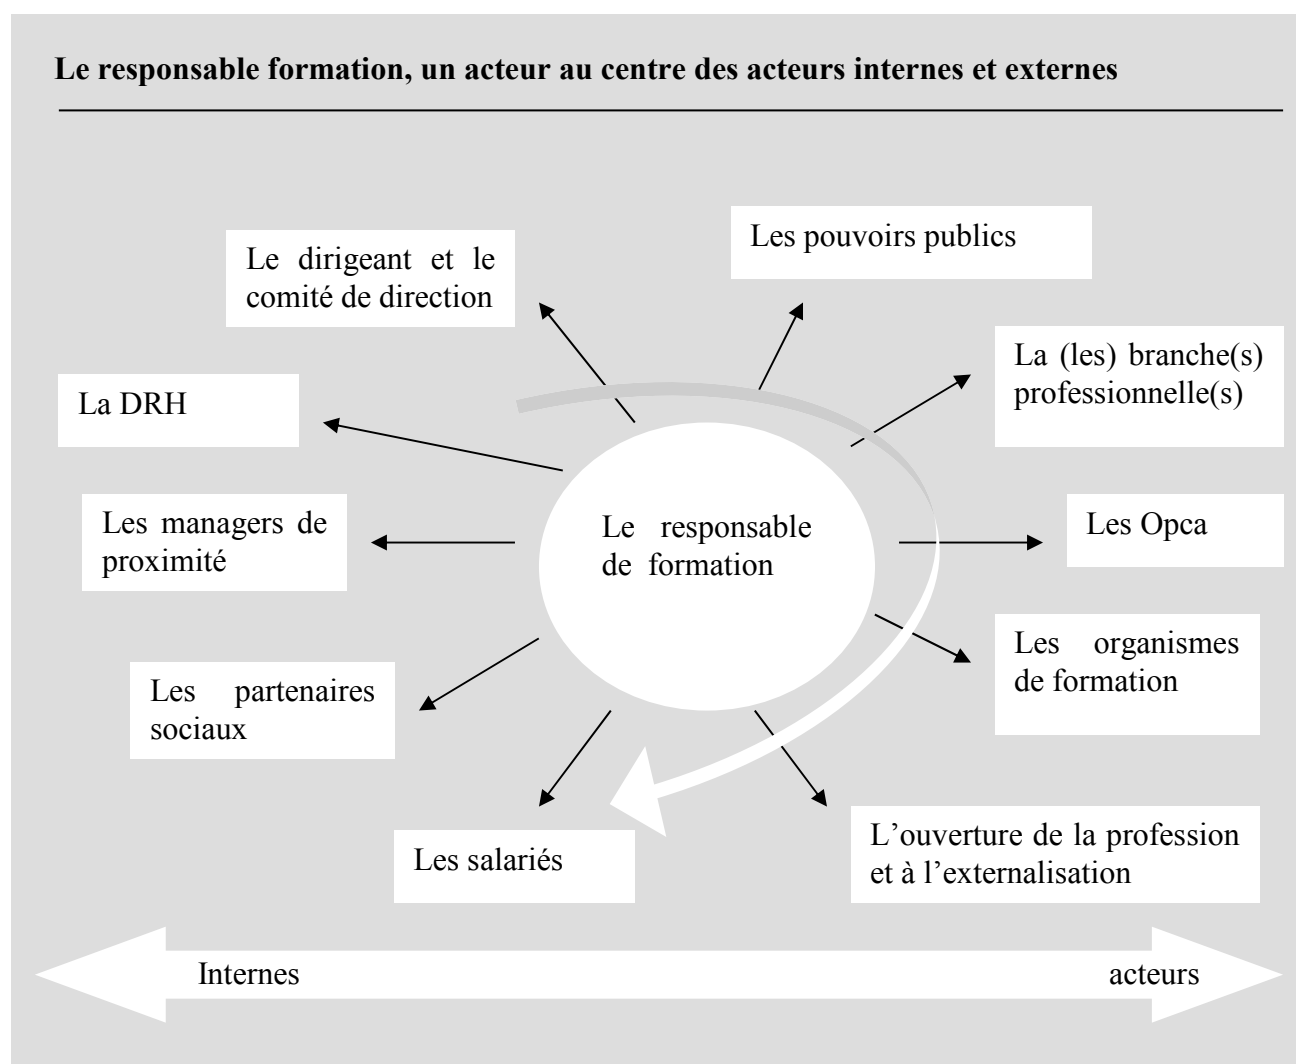 Le responsable formation, un acteur au centre des acteurs internes et externes
Les pouvoirs publics
Le dirigeant et le
comité de direction
La (les) branche(s)
professionnelle(s)
La DRH
Les managers de
proximité
Le responsable
de formation
Les Opca
Les organismes
de formation
Les partenaires
sociaux
Les salariés
L’ouverture de la profession
et à l’externalisation
Internes
acteurs